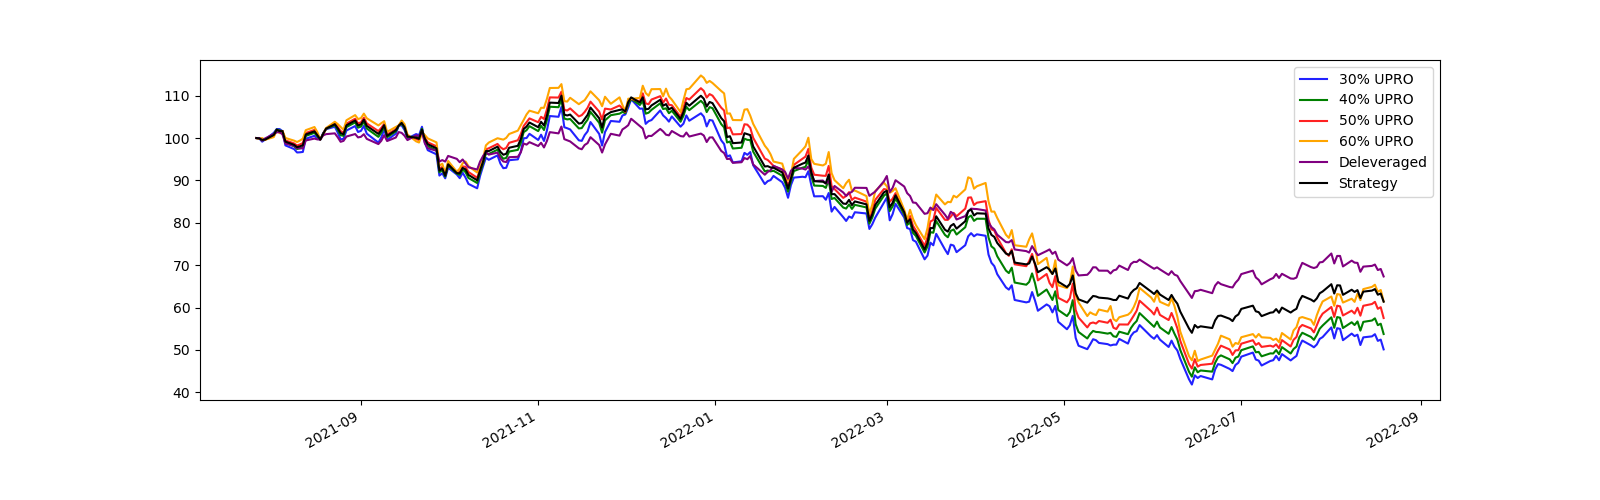 110
100
90
80
70
60
50
40
2021-09
2021-11
2022-01
2022-03
2022-05
2022-07
2022-09
30% UPRO
40% UPRO
50% UPRO
60% UPRO
Deleveraged
Strategy